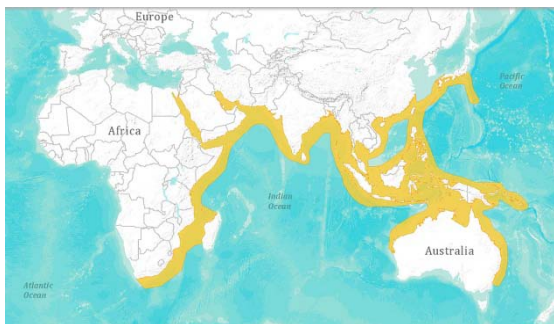 Europe
Pacific
Ocean
Africa
Indian
Ocean
Australia
Atlantic
Ocean